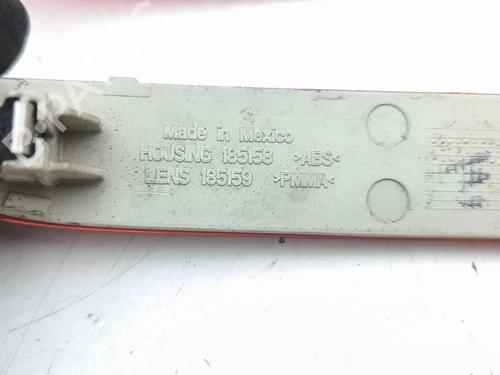 Made in Mexico
HOUSING 185158 >ABS<
LENS 185159 >PMMA<